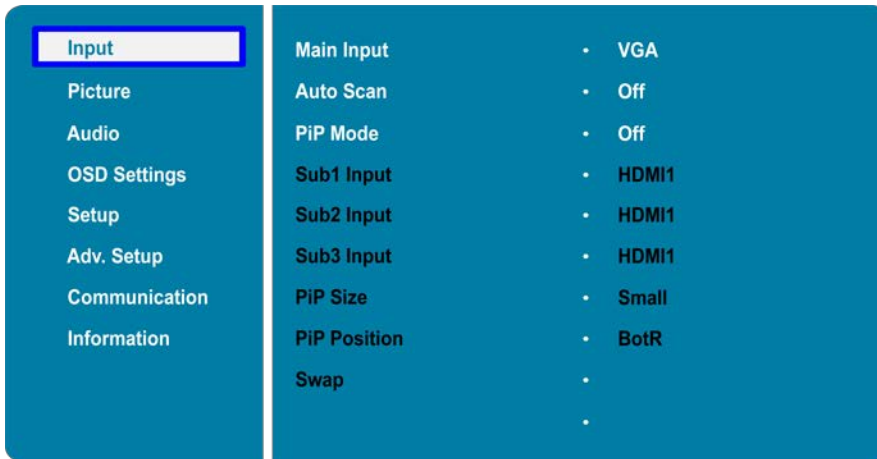 Input
Picture
Audio
OSD Settings
Setup
Adv. Setup
Communication
Information
Main Input • VGA
Auto Scan • Off
PiP Mode • Off
Sub1 Input • HDMI1
Sub2 Input • HDMI1
Sub3 Input • HDMI1
PiP Size • Small
PiP Position • BotR
Swap •
•